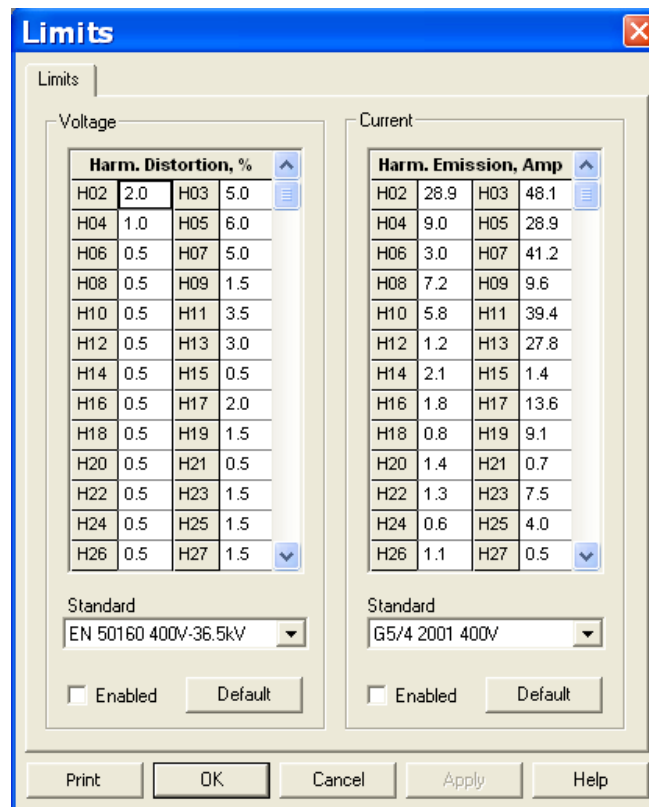 Limits
Limits
Voltage
Harm. Distortion, %
H02 2.0 H03 5.0
H04 1.0 H05 6.0
H06 0.5 H07 5.0
H08 0.5 H09 1.5
H10 0.5 H11 3.5
H12 0.5 H13 3.0
H14 0.5 H15 0.5
H16 0.5 H17 2.0
H18 0.5 H19 1.5
H20 0.5 H21 0.5
H22 0.5 H23 1.5
H24 0.5 H25 1.5
H26 0.5 H27 1.5
Standard
EN 50160 400V-36.5kV
Enabled Default
Current
Harm. Emission, Amp
H02 28.9 H03 48.1
H04 9.0 H05 28.9
H06 3.0 H07 41.2
H08 7.2 H09 9.6
H10 5.8 H11 39.4
H12 1.2 H13 27.8
H14 2.1 H15 1.4
H16 1.8 H17 13.6
H18 0.8 H19 9.1
H20 1.4 H21 0.7
H22 1.3 H23 7.5
H24 0.6 H25 4.0
H26 1.1 H27 0.5
Standard
G5/4 2001 400V
Enabled Default
Print OK Cancel Apply Help